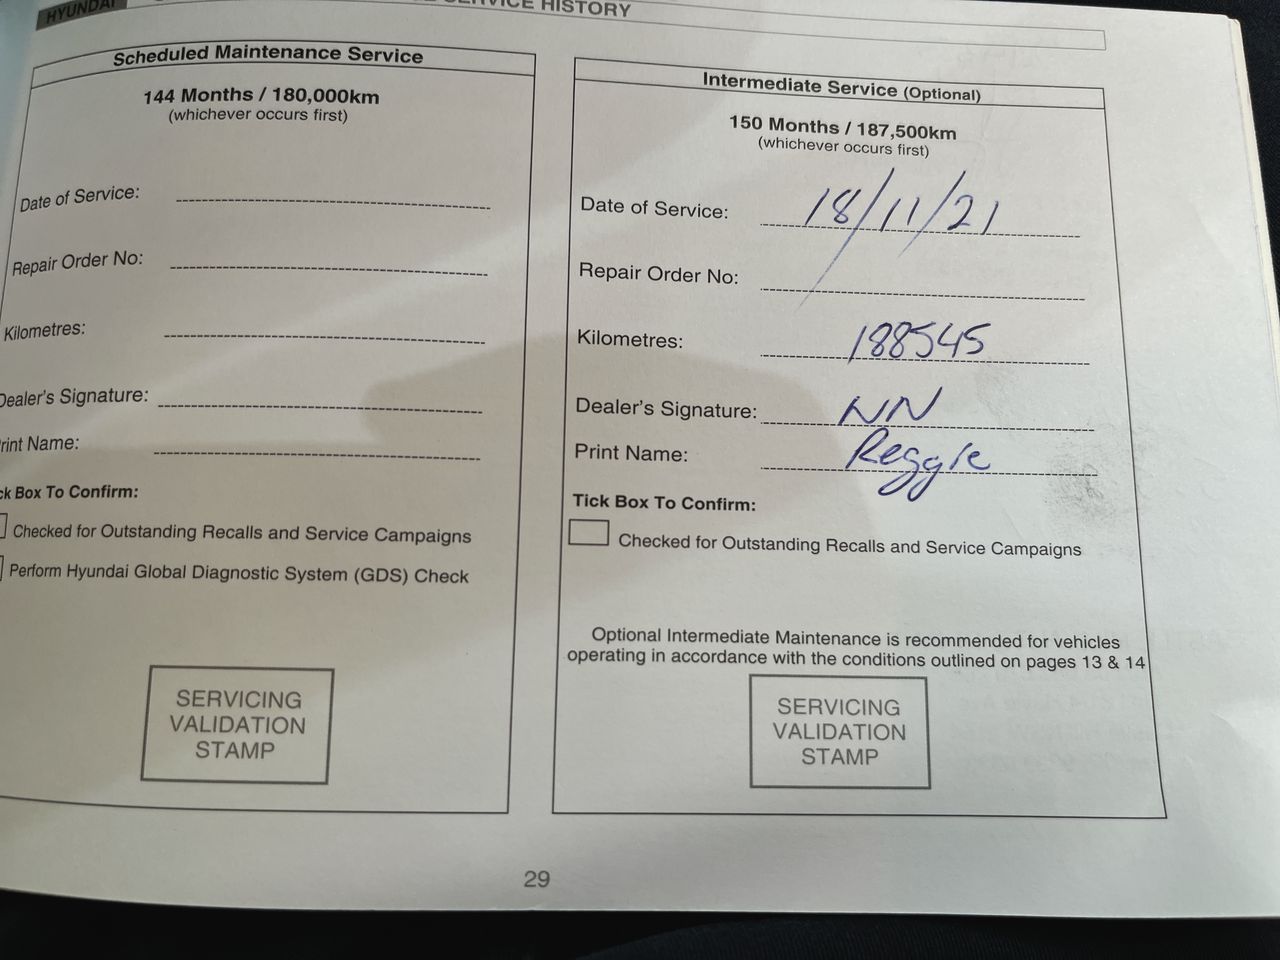 HYUNDAI
SERVICE HISTORY
Scheduled Maintenance Service
144 Months / 180,000km
(whichever occurs first)
Date of Service:
Repair Order No:
Kilometres:
Dealer's Signature:
Print Name:
ck Box To Confirm:
Checked for Outstanding Recalls and Service Campaigns
Perform Hyundai Global Diagnostic System (GDS) Check
SERVICING
VALIDATION
STAMP
Intermediate Service (Optional)
150 Months / 187,500km
(whichever occurs first)
Date of Service: 18/11/21
Repair Order No:
Kilometres: 188545
Dealer's Signature: NN
Print Name: Reggie
Tick Box To Confirm:
Checked for Outstanding Recalls and Service Campaigns
Optional Intermediate Maintenance is recommended for vehicles
operating in accordance with the conditions outlined on pages 13 & 14
SERVICING
VALIDATION
STAMP
29